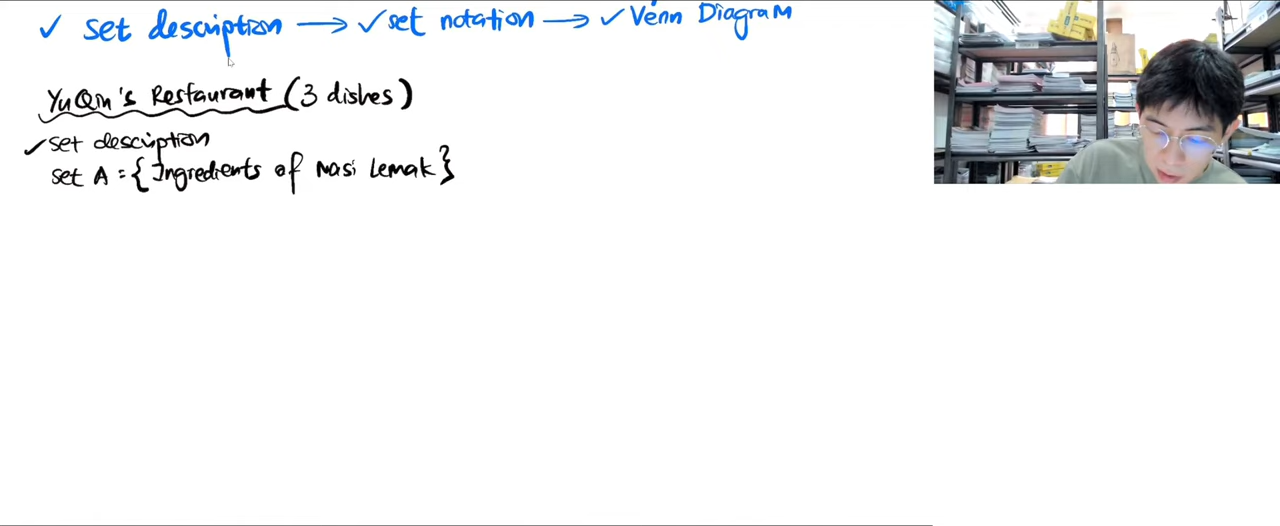 ✓ set description → ✓ set notation → ✓ Venn Diagram
YuQin's Restaurant (3 dishes)
✓ set description
set A = { Ingredients of Nasi Lemak }